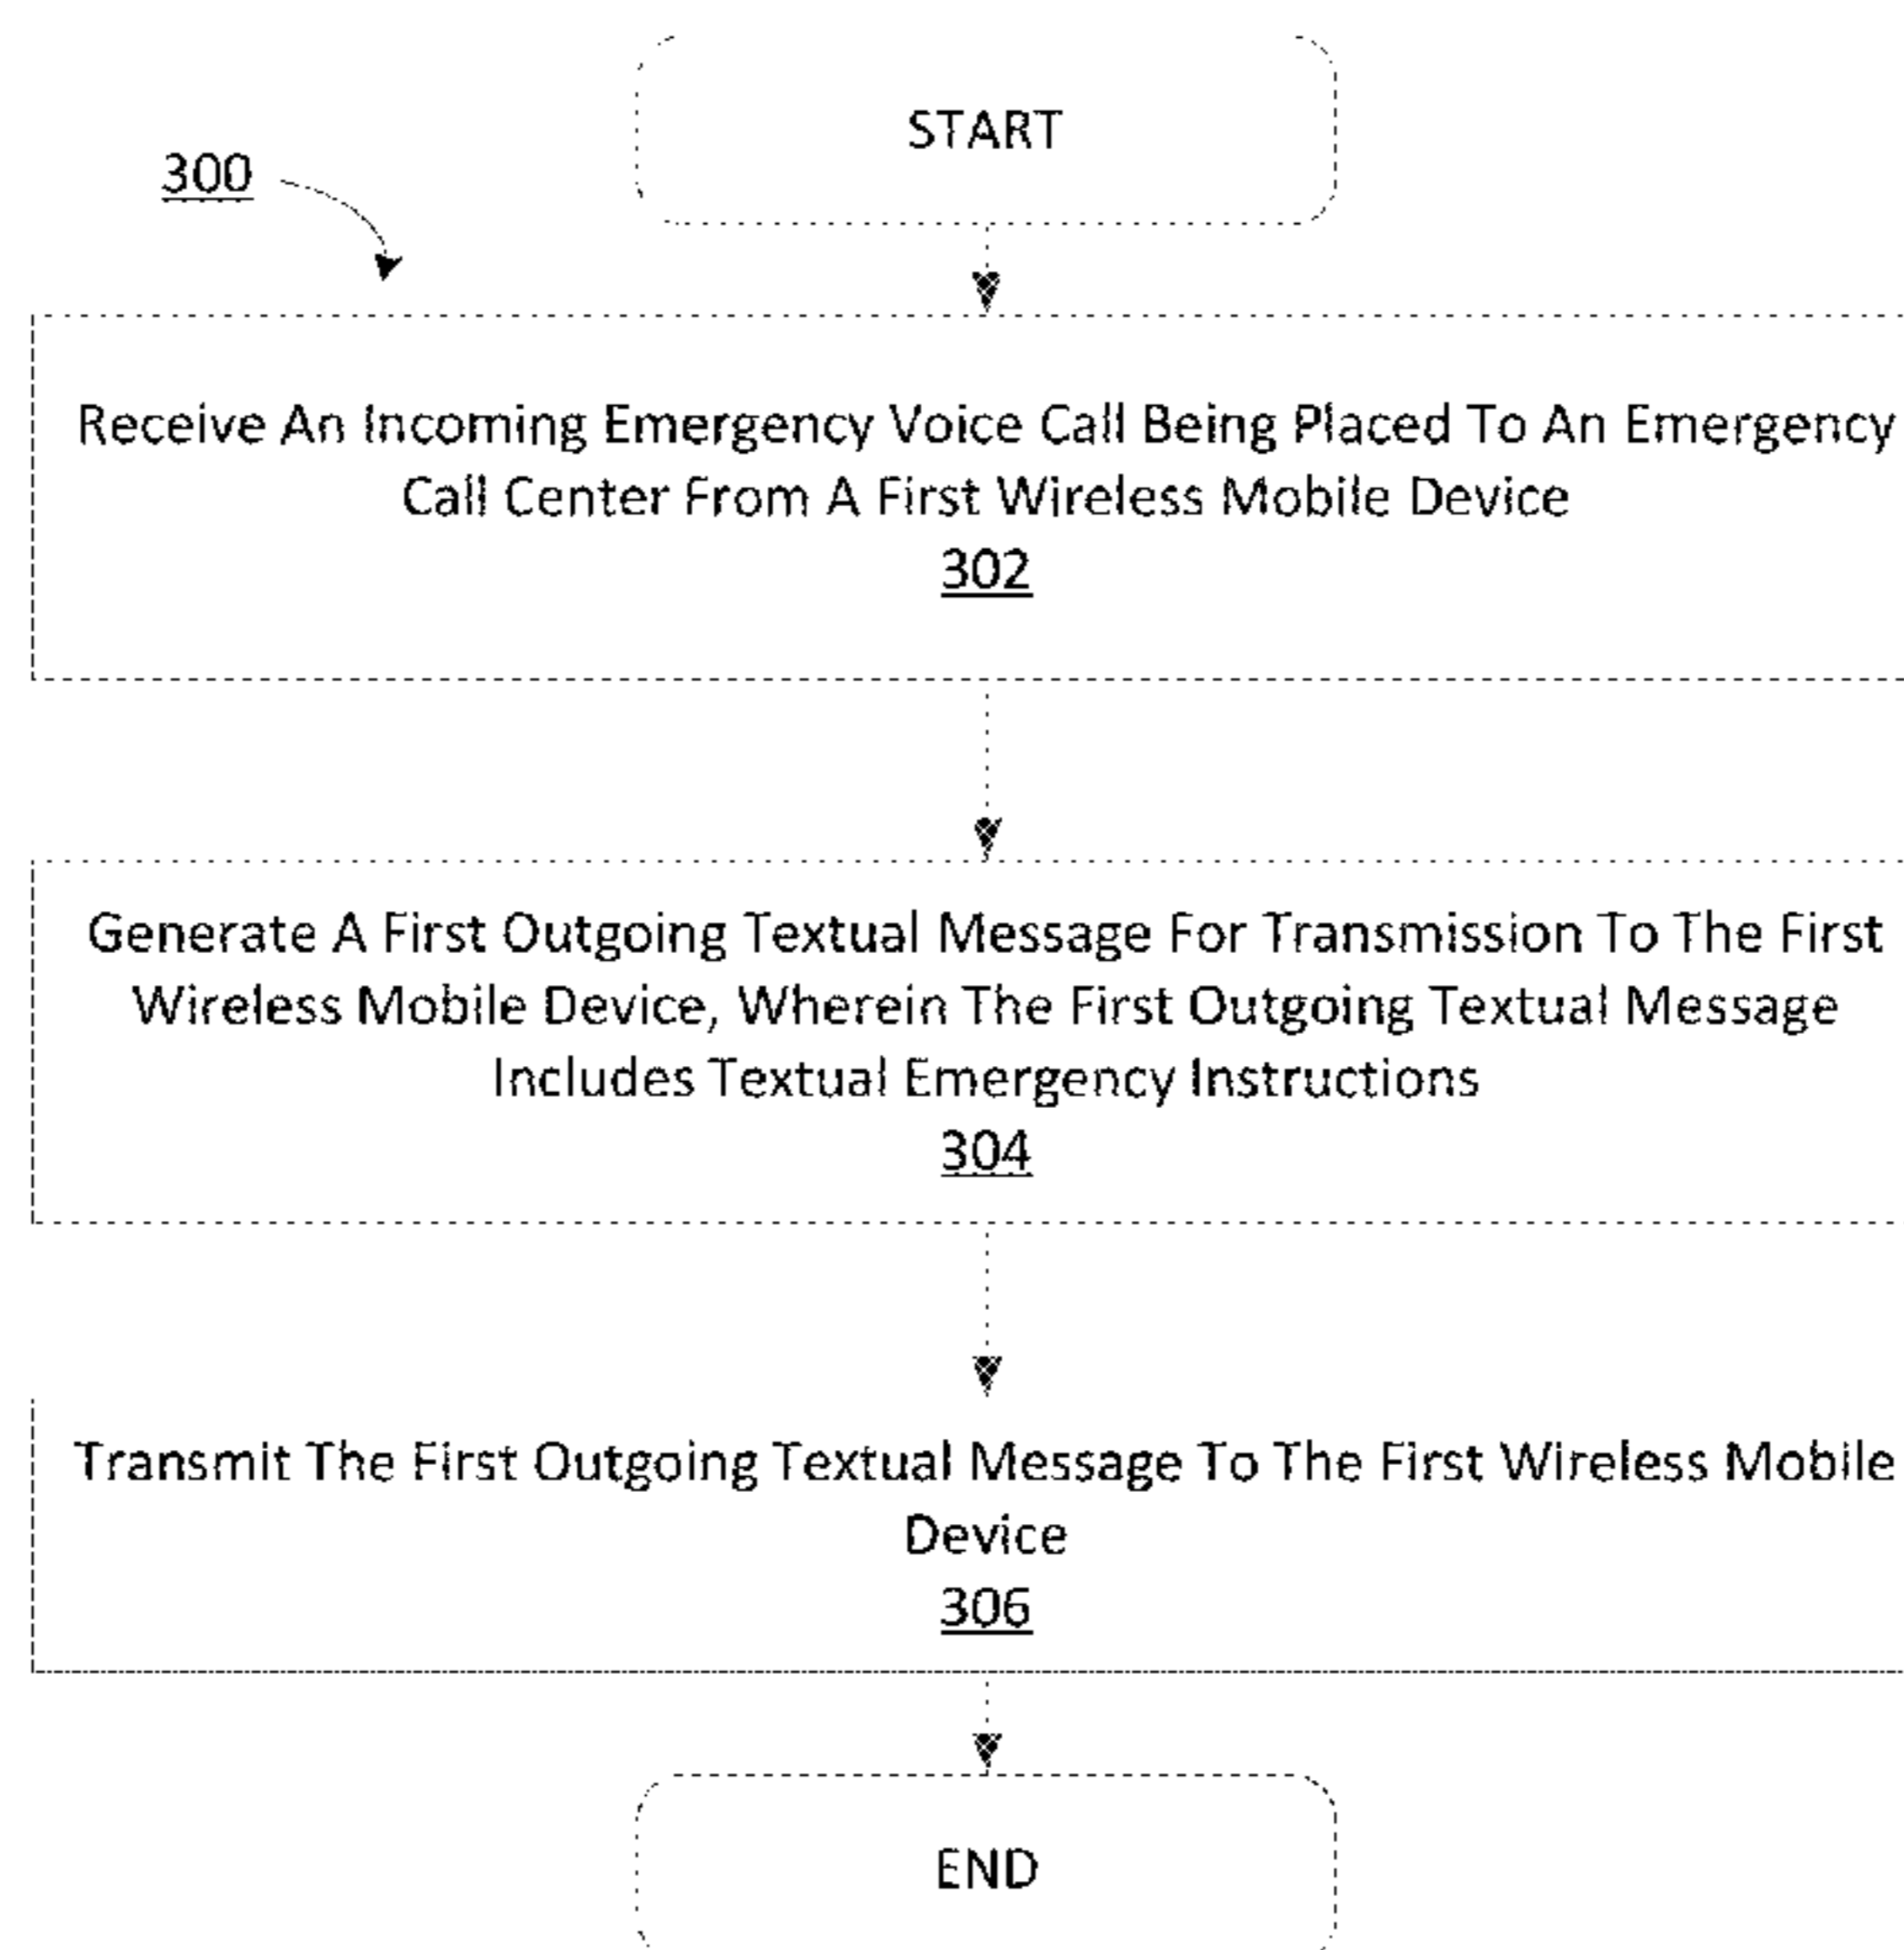 START
300
Receive An Incoming Emergency Voice Call Being Placed To An Emergency
Call Center From A First Wireless Mobile Device
302
Generate A First Outgoing Textual Message For Transmission To The First
Wireless Mobile Device, Wherein The First Outgoing Textual Message
Includes Textual Emergency Instructions
304
Transmit The First Outgoing Textual Message To The First Wireless Mobile
Device
306
END